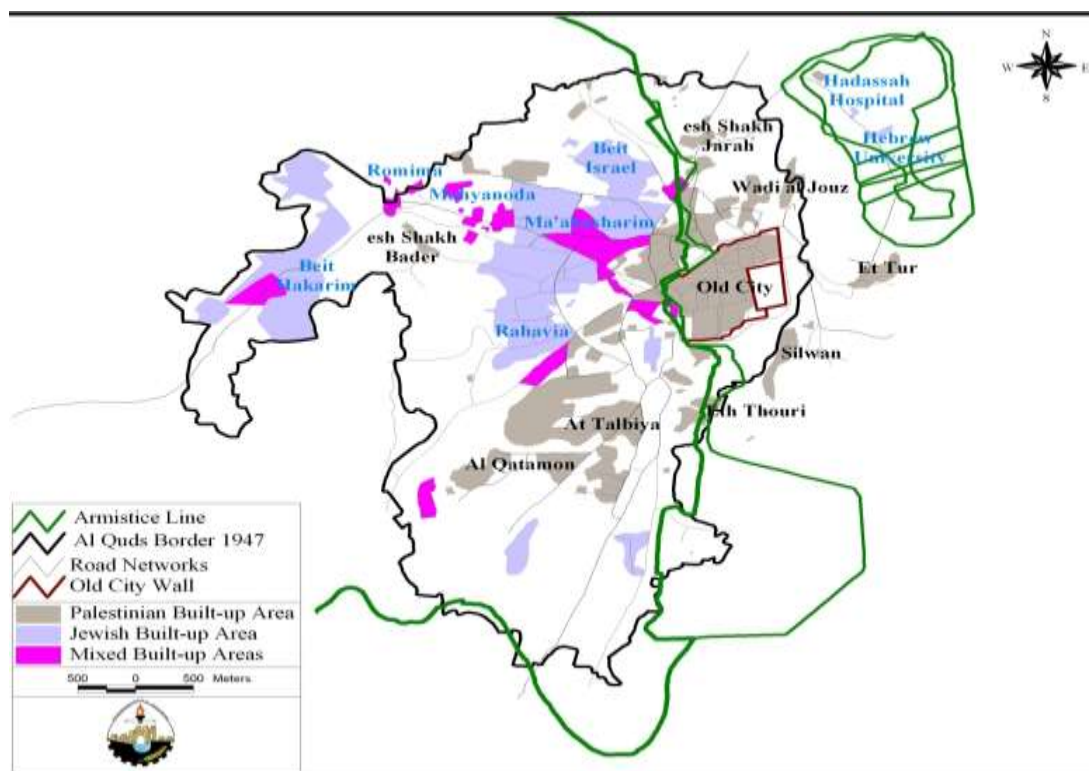 N
W
E
S
Hadassah
Hospital
Hebrew
University
esh Shakh
Jarah
Beit
Israel
Wadi al Jouz
Romima
Mahyanoda
Ma'a
sharim
esh Shakh
Bader
Et Tur
Old City
Beit
Hakarim
Rahavia
Silwan
Eth Thouri
At Talbiya
Al Qatamon
Armistice Line
Al Quds Border 1947
Road Networks
Old City Wall
Palestinian Built-up Area
Jewish Built-up Area
Mixed Built-up Areas
500 0 500 Meters